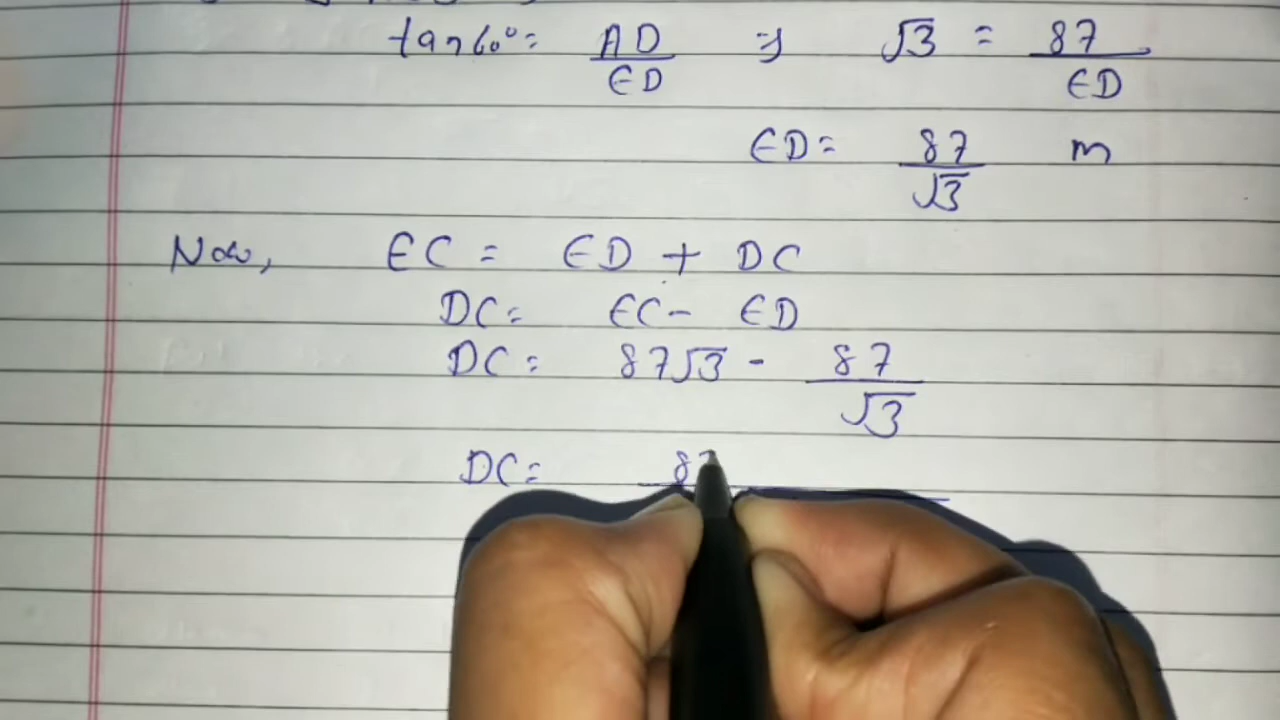 tan60° = AD/ED ⇒ √3 = 87/ED
ED = 87/√3 m
Now, EC = ED + DC
DC = EC - ED
DC = 87√3 - 87/√3
DC = 87